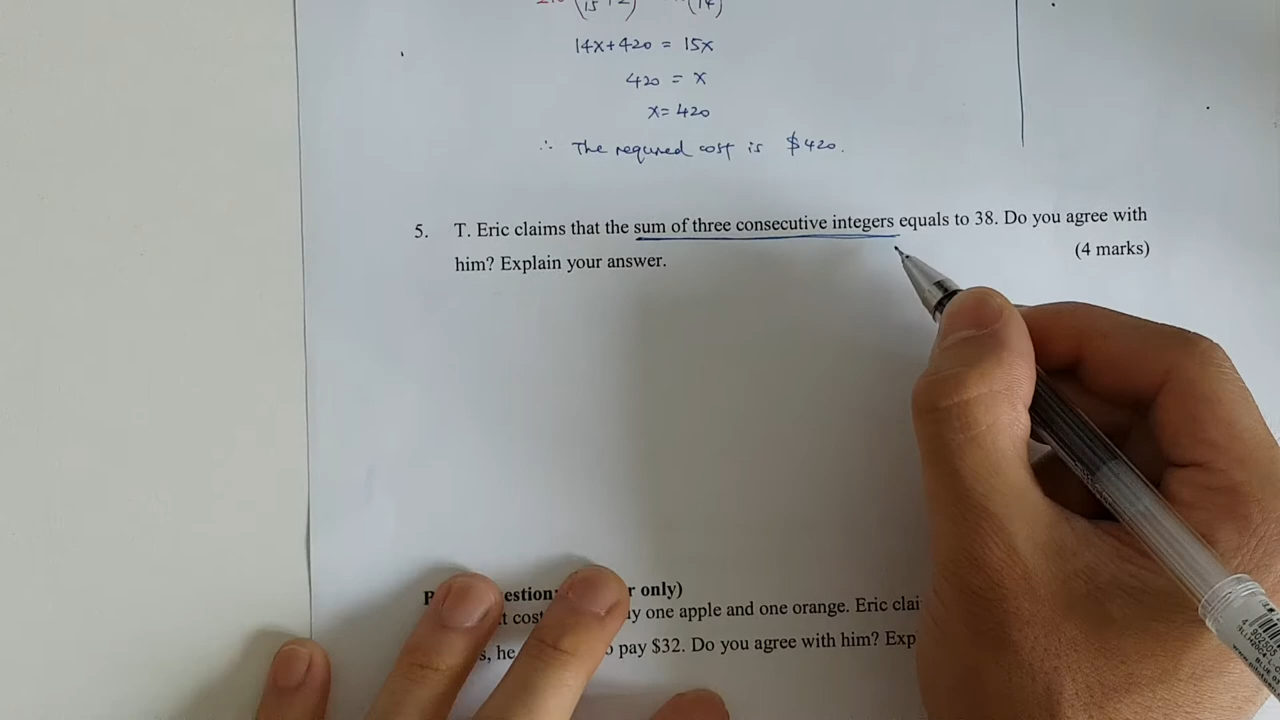 14x+420 = 15x
420 = x
x= 420
∴ The required cost is $420.
5. T. Eric claims that the sum of three consecutive integers equals to 38. Do you agree with
him? Explain your answer. (4 marks)
only)
one apple and one orange. Eric
he pay $32. Do you agree with him?